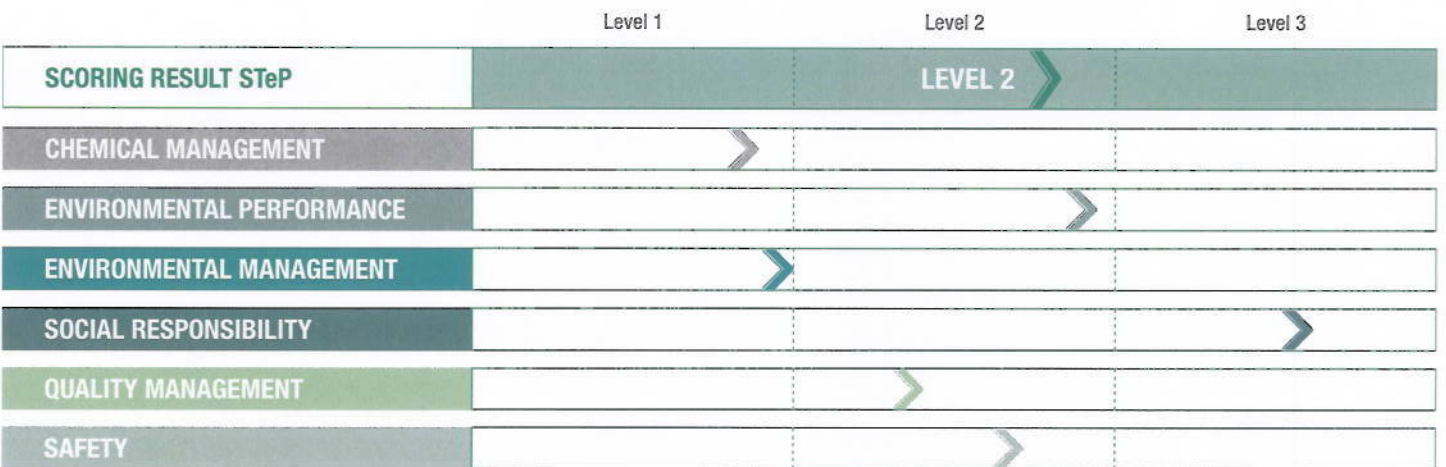 Level 1 Level 2 Level 3
SCORING RESULT STeP LEVEL 2
CHEMICAL MANAGEMENT
ENVIRONMENTAL PERFORMANCE
ENVIRONMENTAL MANAGEMENT
SOCIAL RESPONSIBILITY
QUALITY MANAGEMENT
SAFETY